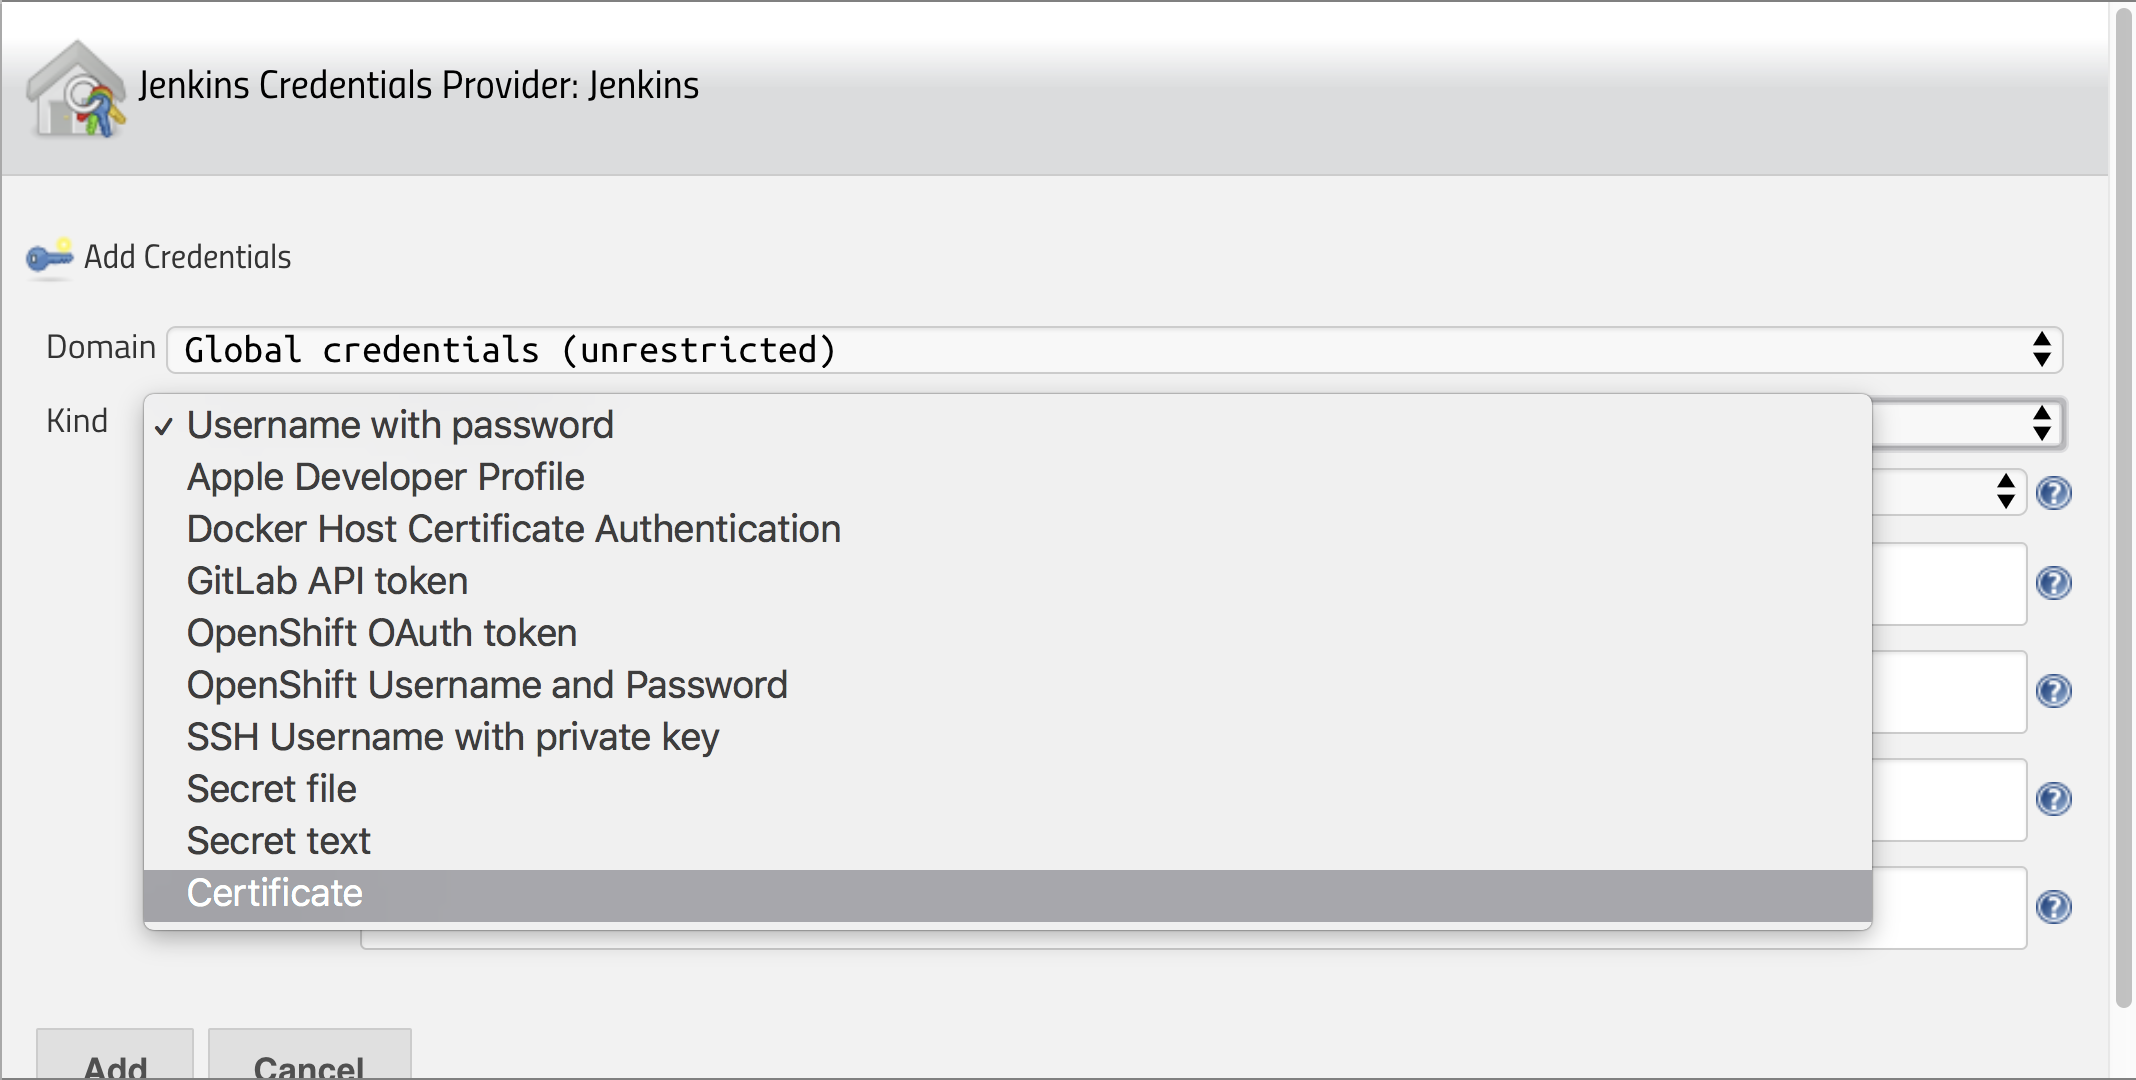 Jenkins Credentials Provider: Jenkins
Add Credentials
Domain Global credentials (unrestricted)
Kind ✓ Username with password
Apple Developer Profile
Docker Host Certificate Authentication
GitLab API token
OpenShift OAuth token
OpenShift Username and Password
SSH Username with private key
Secret file
Secret text
Certificate
Add Cancel